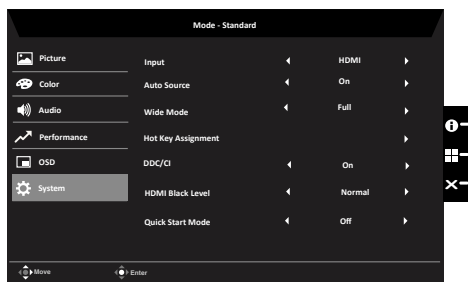 Mode - Standard
Picture
Color
Audio
Performance
OSD
System
Input HDMI
Auto Source On
Wide Mode Full
Hot Key Assignment
DDC/CI On
HDMI Black Level Normal
Quick Start Mode Off
Move Enter